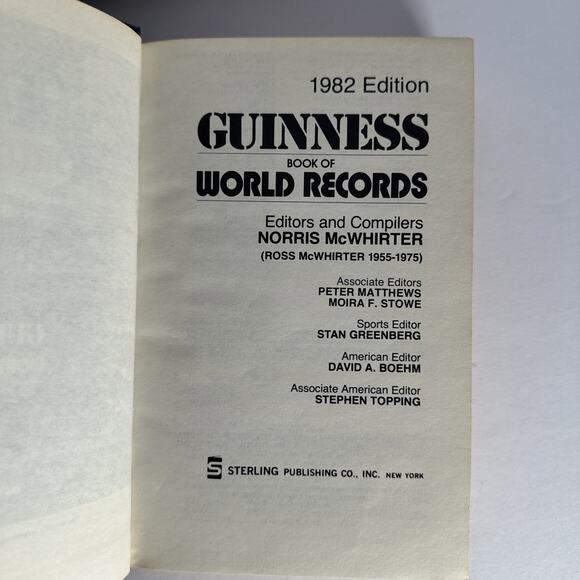 1982 Edition
GUINNESS
BOOK OF
WORLD RECORDS
Editors and Compilers
NORRIS McWHIRTER
(ROSS McWHIRTER 1955-1975)
Associate Editors
PETER MATTHEWS
MOIRA F. STOWE
Sports Editor
STAN GREENBERG
American Editor
DAVID A. BOEHM
Associate American Editor
STEPHEN TOPPING
S STERLING PUBLISHING CO., INC. NEW YORK